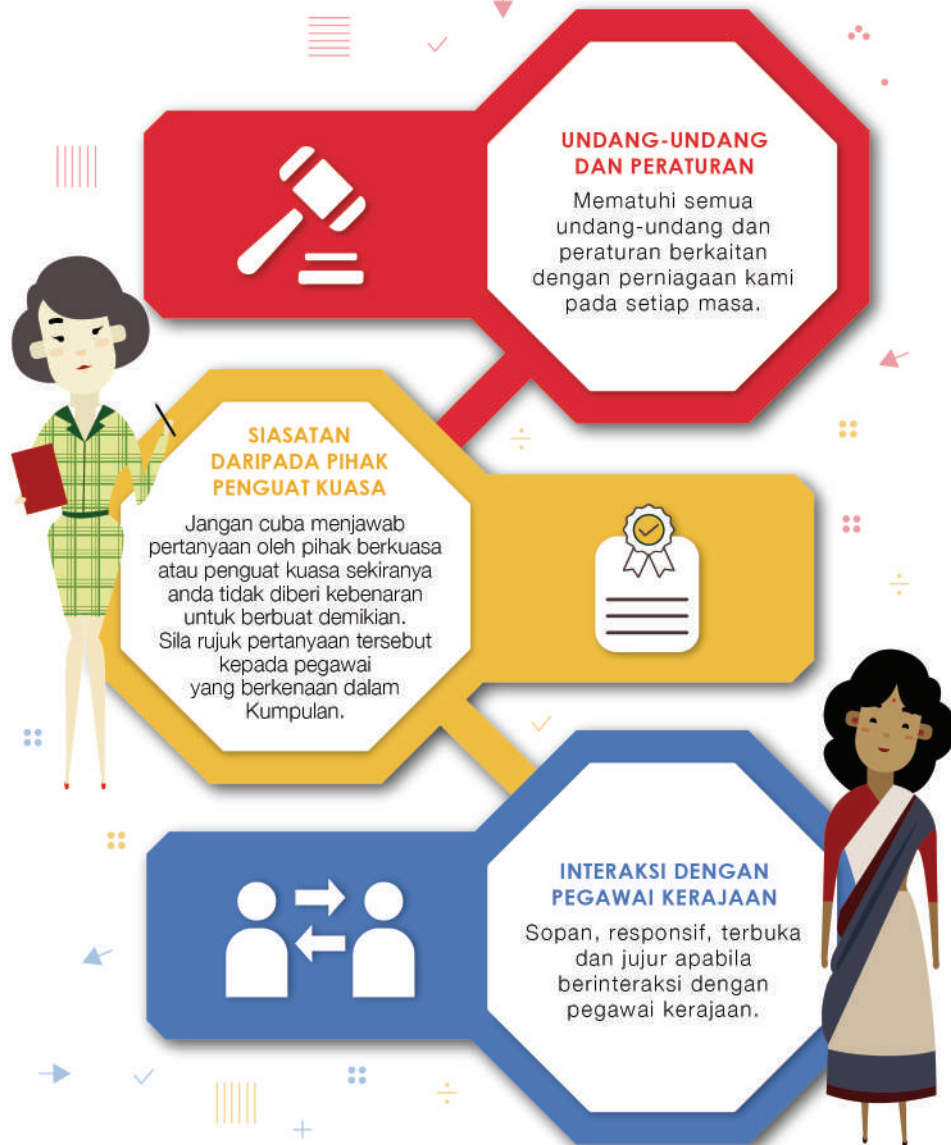 UNDANG-UNDANG
DAN PERATURAN
Mematuhi semua
undang-undang dan
peraturan berkaitan
dengan perniagaan kami
pada setiap masa.
SIASATAN
DARIPADA PIHAK
PENGUAT KUASA
Jangan cuba menjawab
pertanyaan oleh pihak berkuasa
atau penguat kuasa sekiranya
anda tidak diberi kebenaran
untuk berbuat demikian.
Sila rujuk pertanyaan tersebut
kepada pegawai
yang berkenaan dalam
Kumpulan.
INTERAKSI DENGAN
PEGAWAI KERAJAAN
Sopan, responsif, terbuka
dan jujur apabila
berinteraksi dengan
pegawai kerajaan.